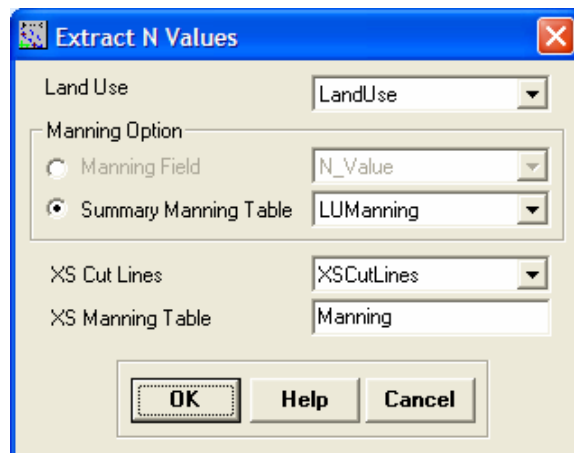 Extract N Values
Land Use LandUse
Manning Option
Manning Field N_Value
Summary Manning Table LUManning
XS Cut Lines XSCutLines
XS Manning Table Manning
OK Help Cancel